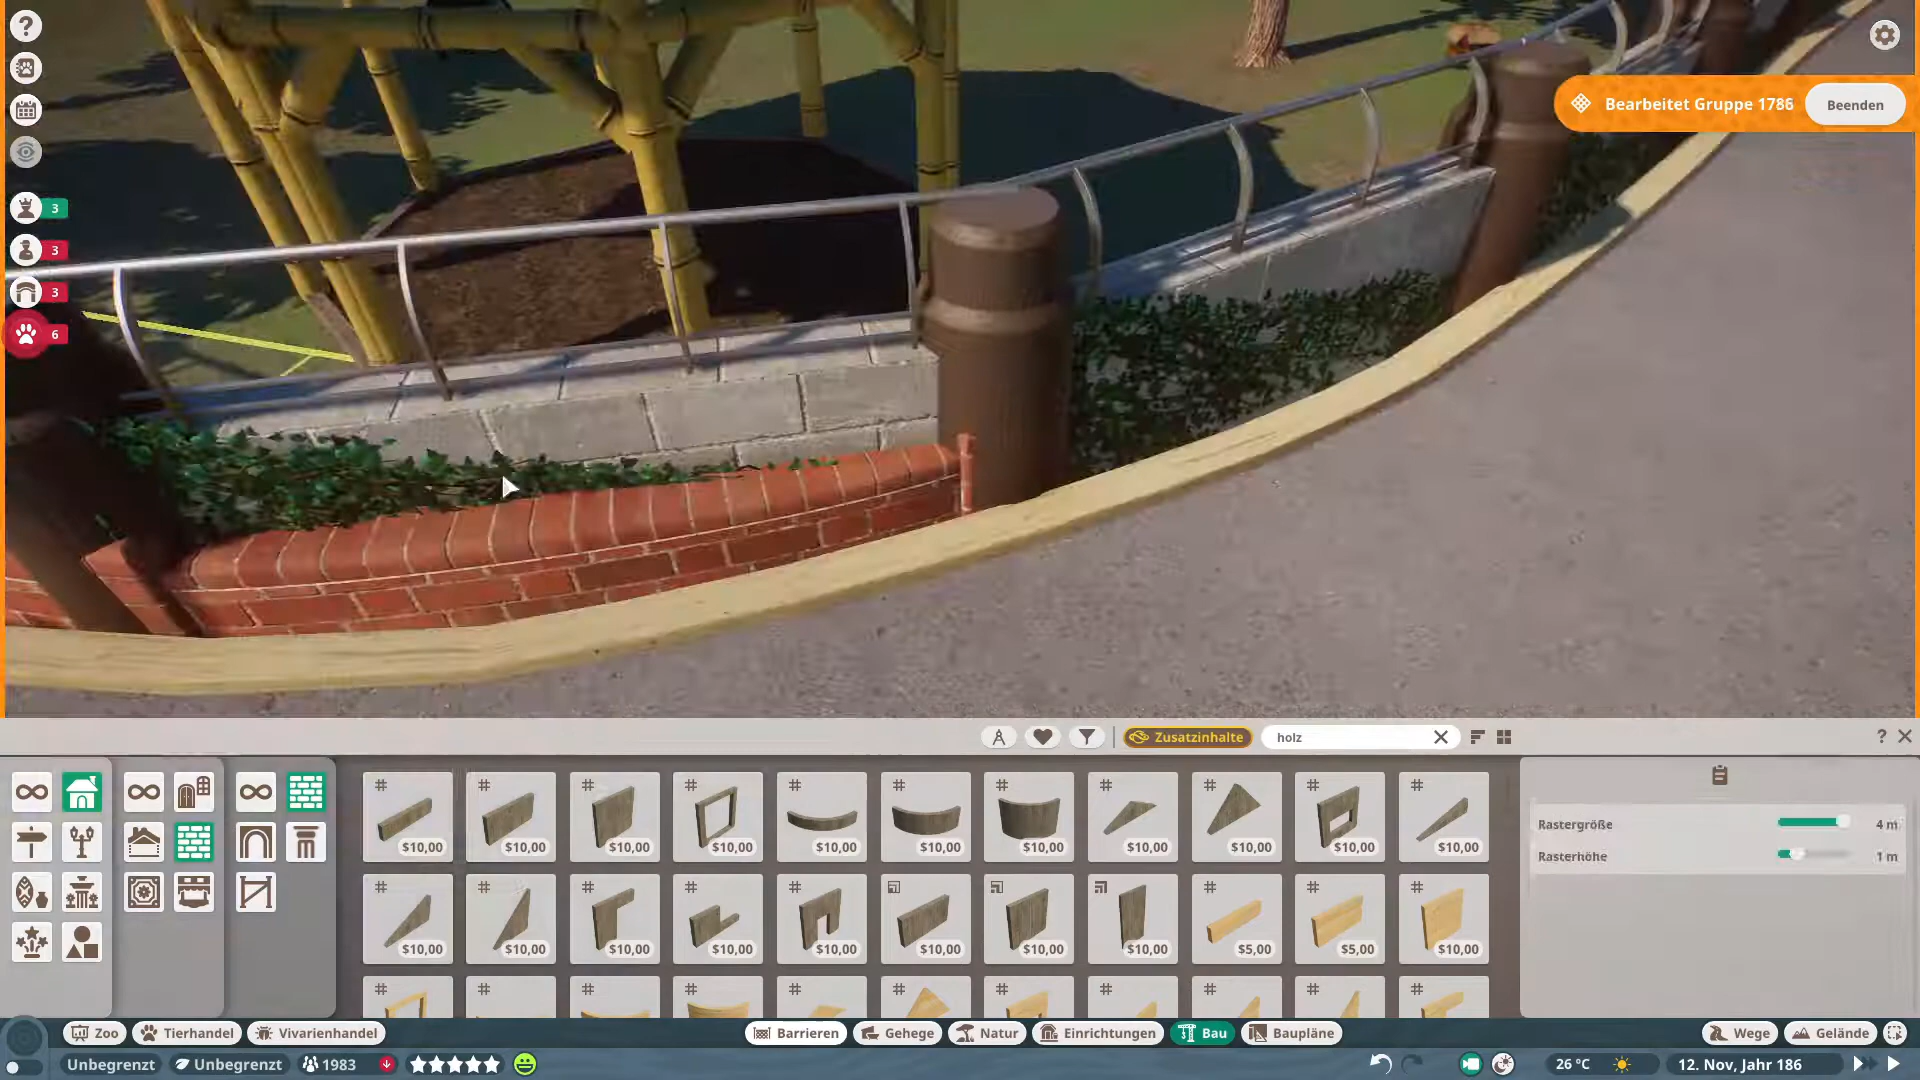 ?
Bearbeitet Gruppe 1786
Beenden
3
3
3
6
Zusatzinhalte
holz
?
$10,00 $10,00 $10,00 $10,00 $10,00 $10,00 $10,00 $10,00 $10,00 $10,00 $10,00
$10,00 $10,00 $10,00 $10,00 $10,00 $10,00 $10,00 $10,00 $5,00 $5,00 $10,00
Rastergröße 4 m
Rasterhöhe 1 m
Zoo Tierhandel Vivarienhandel Barrieren Gehege Natur Einrichtungen Bau Baupläne Wege Gelände
Unbegrenzt Unbegrenzt 1983 26 °C 12. Nov, Jahr 186